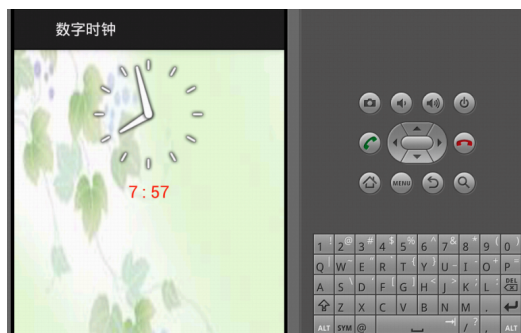 数字时钟
7:57
MENU
1 ! 2 @ 3 # 4 $ 5 % 6 ^ 7 & 8 * 9 ( 0 )
Q W ~ E " R ` T { Y } U _ I - O + P =
A S D F G [ H ] J < K > L ; : DEL
Z X C V B N M .
ALT SYM @ / ? ALT